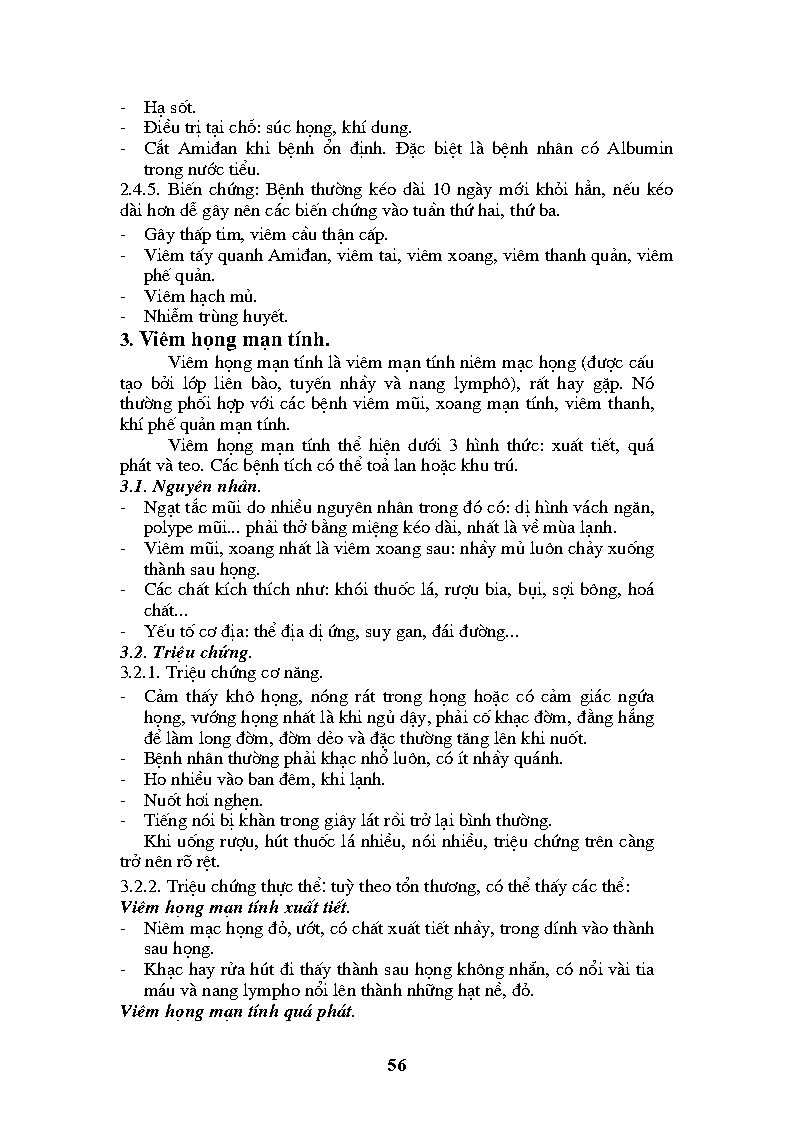 - Hạ sốt.
- Điều trị tại chỗ: súc họng, khí dung.
- Cắt Amiđan khi bệnh ổn định. Đặc biệt là bệnh nhân có Albumin
trong nước tiểu.
2.4.5. Biến chứng: Bệnh thường kéo dài 10 ngày mới khỏi hẳn, nếu kéo
dài hơn dễ gây nên các biến chứng vào tuần thứ hai, thứ ba.
- Gây thấp tim, viêm cầu thận cấp.
- Viêm tấy quanh Amiđan, viêm tai, viêm xoang, viêm thanh quản, viêm
phế quản.
- Viêm hạch mủ.
- Nhiễm trùng huyết.
3. Viêm họng mạn tính.
Viêm họng mạn tính là viêm mạn tính niêm mạc họng (được cấu
tạo bởi lớp liên bào, tuyến nhầy và nang lymphô), rất hay gặp. Nó
thường phối hợp với các bệnh viêm mũi, xoang mạn tính, viêm thanh,
khí phế quản mạn tính.
Viêm họng mạn tính thể hiện dưới 3 hình thức: xuất tiết, quá
phát và teo. Các bệnh tích có thể toả lan hoặc khu trú.
3.1. Nguyên nhân.
- Ngạt tắc mũi do nhiều nguyên nhân trong đó có: dị hình vách ngăn,
polype mũi... phải thở bằng miệng kéo dài, nhất là về mùa lạnh.
- Viêm mũi, xoang nhất là viêm xoang sau: nhầy mủ luôn chảy xuống
thành sau họng.
- Các chất kích thích như: khói thuốc lá, rượu bia, bụi, sợi bông, hoá
chất...
- Yếu tố cơ địa: thể địa dị ứng, suy gan, đái đường...
3.2. Triệu chứng.
3.2.1. Triệu chứng cơ năng.
- Cảm thấy khô họng, nóng rát trong họng hoặc có cảm giác ngứa
họng, vướng họng nhất là khi ngủ dậy, phải cố khạc đờm, đằng hắng
để làm long đờm, đờm dẻo và đặc thường tăng lên khi nuốt.
- Bệnh nhân thường phải khạc nhổ luôn, có ít nhầy quánh.
- Ho nhiều vào ban đêm, khi lạnh.
- Nuốt hơi nghẹn.
- Tiếng nói bị khàn trong giây lát rồi trở lại bình thường.
Khi uống rượu, hút thuốc lá nhiều, nói nhiều, triệu chứng trên càng
trở nên rõ rệt.
3.2.2. Triệu chứng thực thể: tuỳ theo tổn thương, có thể thấy các thể:
Viêm họng mạn tính xuất tiết.
- Niêm mạc họng đỏ, ướt, có chất xuất tiết nhầy, trong dính vào thành
sau họng.
- Khạc hay rửa hút đi thấy thành sau họng không nhẵn, có nổi vài tia
máu và nang lympho nổi lên thành những hạt nề, đỏ.
Viêm họng mạn tính quá phát.
56